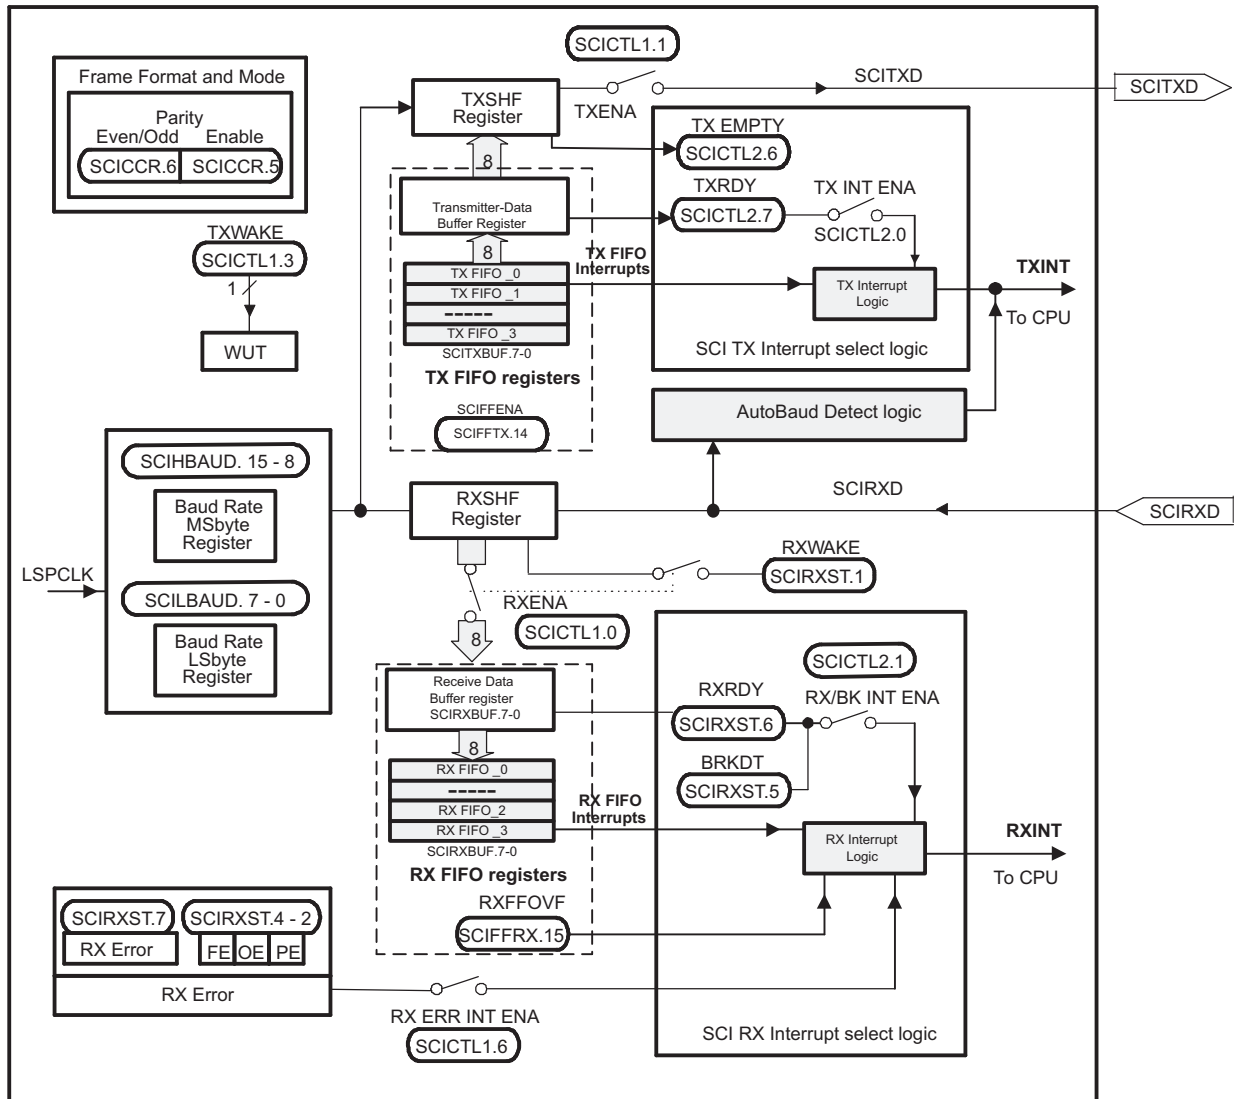 SCICTL1.1
Frame Format and Mode
Parity
Even/Odd Enable
SCICCR.6 SCICCR.5
TXSHF
Register
TXENA
SCITXD
SCITXD
TX EMPTY
SCICTL2.6
8
Transmitter-Data
Buffer Register
TXRDY
SCICTL2.7
TX INT ENA
SCICTL2.0
TXWAKE
SCICTL1.3
1
WUT
8
TX FIFO
Interrupts
TX FIFO _0
TX FIFO _1
-----
TX FIFO _3
SCITXBUF.7-0
TX FIFO registers
SCIFFENA
SCIFFTX.14
TX Interrupt
Logic
TXINT
To CPU
SCI TX Interrupt select logic
AutoBaud Detect logic
SCIHBAUD. 15 - 8
Baud Rate
MSbyte
Register
LSPCLK
SCILBAUD. 7 - 0
Baud Rate
LSbyte
Register
RXSHF
Register
SCIRXD
SCIRXD
RXWAKE
SCIRXST.1
RXENA
SCICTL1.0
8
Receive Data
Buffer register
SCIRXBUF.7-0
8
RX FIFO _0
-----
RX FIFO_2
RX FIFO _3
SCIRXBUF.7-0
RX FIFO registers
RX FIFO
Interrupts
SCICTL2.1
RX/BK INT ENA
RXRDY
SCIRXST.6
BRKDT
SCIRXST.5
RX Interrupt
Logic
RXINT
To CPU
RXFFOVF
SCIFFRX.15
SCIRXST.7 SCIRXST.4 - 2
RX Error FE OE PE
RX Error
RX ERR INT ENA
SCICTL1.6
SCI RX Interrupt select logic